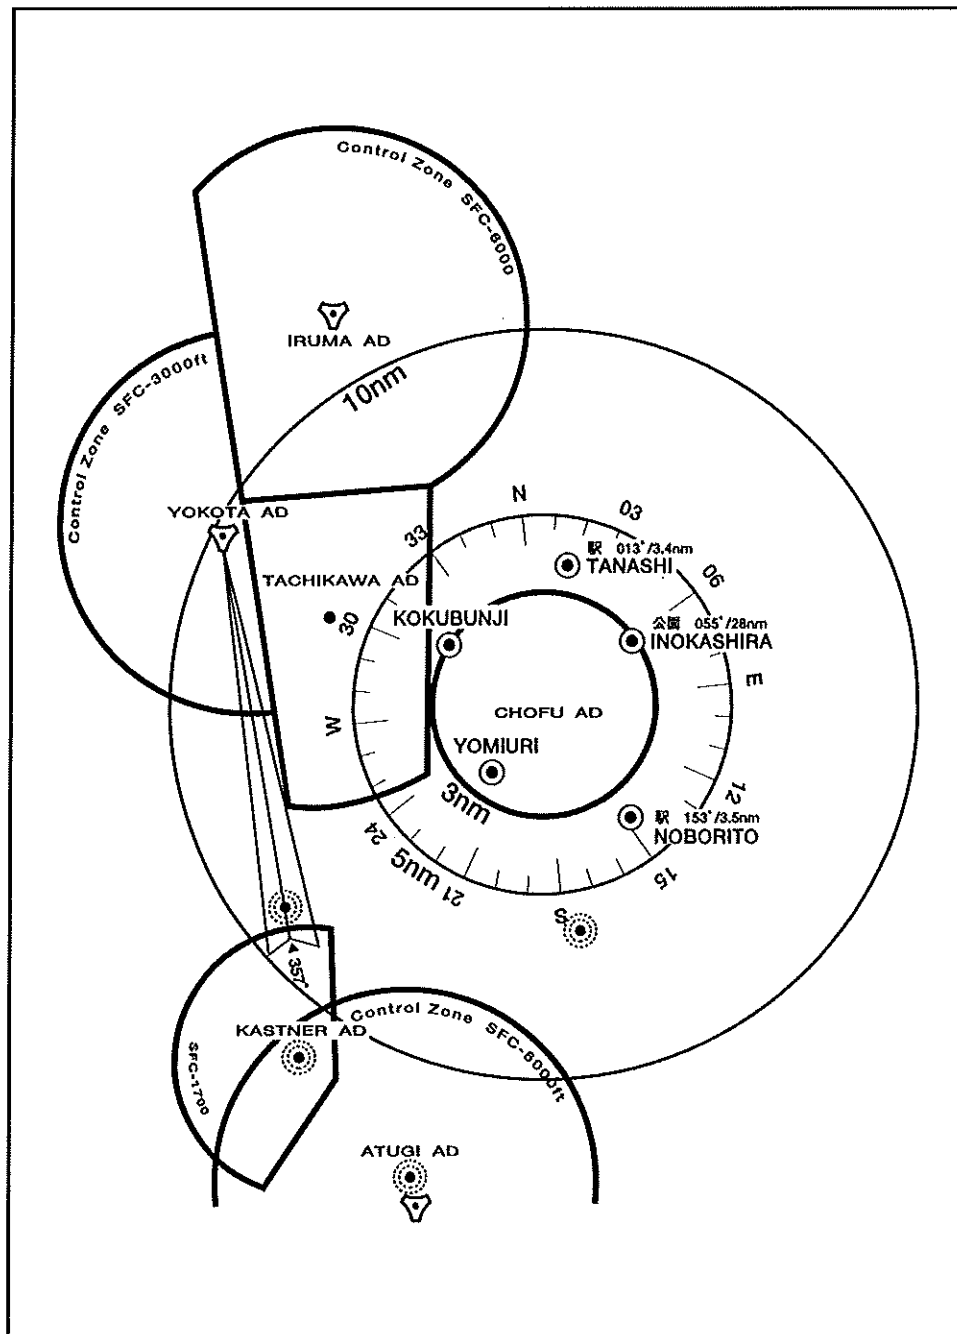 Control Zone SFC-6000
IRUMA AD
10nm
Control Zone SFC-3000ft
YOKOTA AD
N
03
33
駅 013°/3.4nm
TANASHI
06
TACHIKAWA AD
30
KOKUBUNJI
公園 055°/28nm
INOKASHIRA
E
CHOFU AD
W
YOMIURI
3nm
12
駅 153°/3.5nm
NOBORITO
24
5nm
21
15
S
357°
KASTNER AD
Control Zone SFC-6000ft
SFC-1700
ATUGI AD